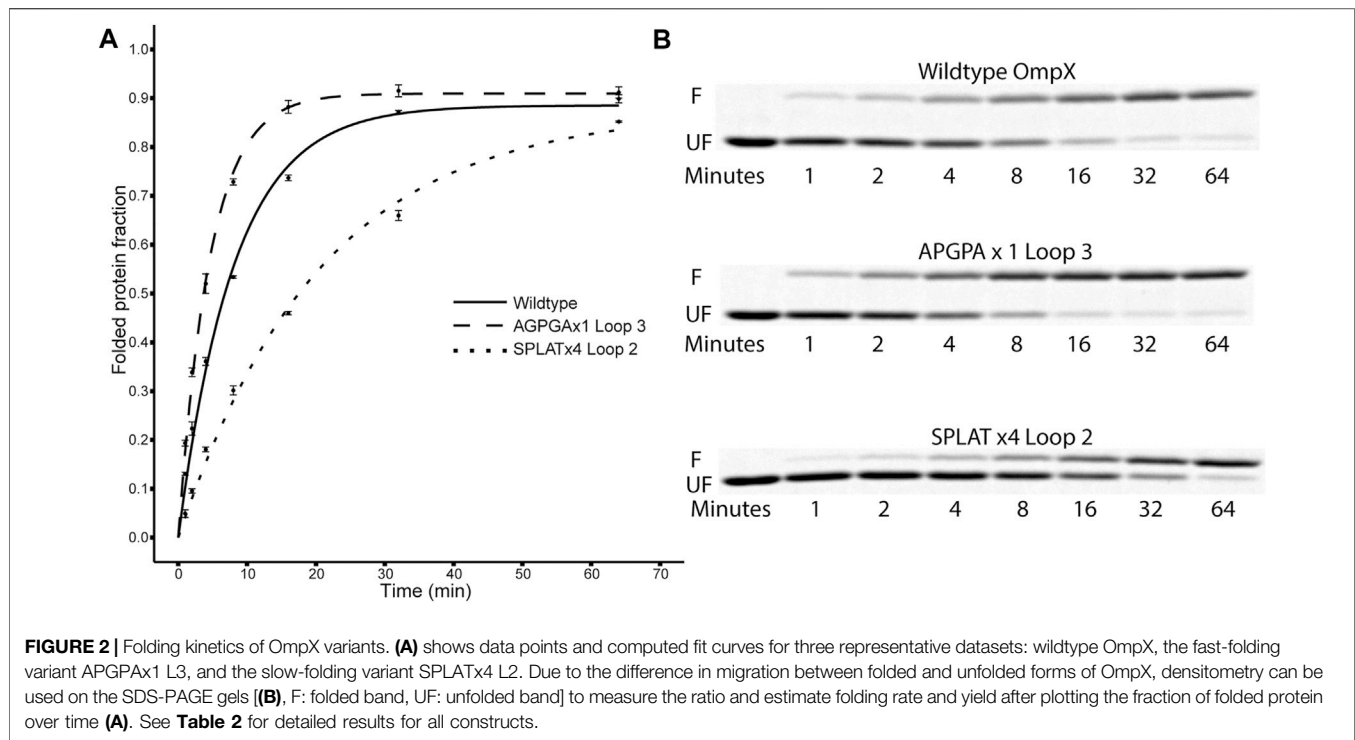 A
1.0
0.9
0.8
0.7
0.6
0.5
0.4
0.3
0.2
0.1
0.0
Folded protein fraction
0 10 20 30 40 50 60 70
Time (min)
Wildtype
AGPGAx1 Loop 3
SPLATx4 Loop 2
B
Wildtype OmpX
F
UF
Minutes 1 2 4 8 16 32 64
APGPA x 1 Loop 3
F
UF
Minutes 1 2 4 8 16 32 64
SPLAT x4 Loop 2
F
UF
Minutes 1 2 4 8 16 32 64
FIGURE 2 | Folding kinetics of OmpX variants. (A) shows data points and computed fit curves for three representative datasets: wildtype OmpX, the fast-folding
variant APGPAx1 L3, and the slow-folding variant SPLATx4 L2. Due to the difference in migration between folded and unfolded forms of OmpX, densitometry can be
used on the SDS-PAGE gels [(B), F: folded band, UF: unfolded band] to measure the ratio and estimate folding rate and yield after plotting the fraction of folded protein
over time (A). See Table 2 for detailed results for all constructs.